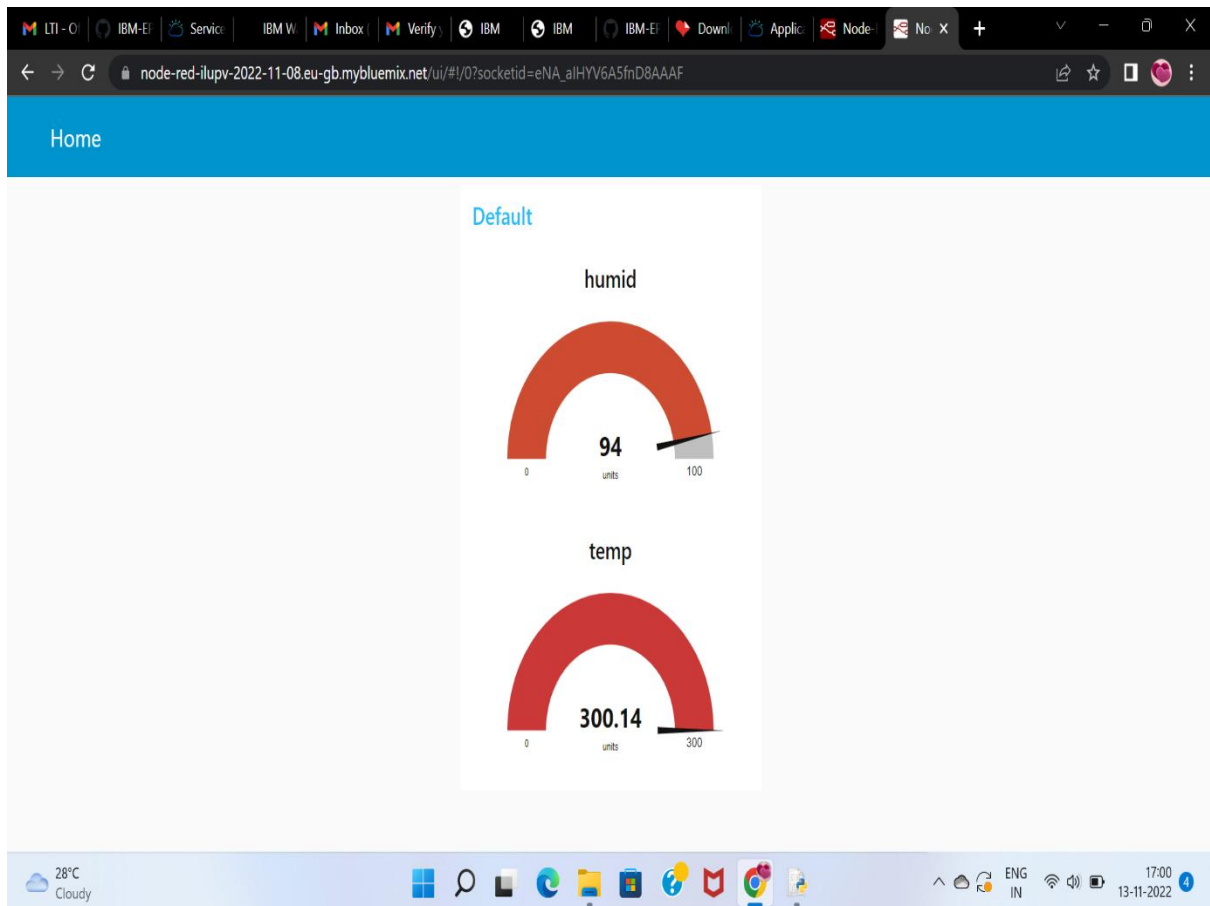 LTI - O
IBM-EF
Service
IBM W
Inbox (
Verify y
IBM
IBM
IBM-EF
Downl
Applic
Node-
No
node-red-ilupv-2022-11-08.eu-gb.mybluemix.net/ui/#!/0?socketid=eNA_alHYV6A5fnD8AAAF
Home
Default
humid
94
units
0
100
temp
300.14
units
0
300
28°C
Cloudy
ENG
IN
17:00
13-11-2022
4